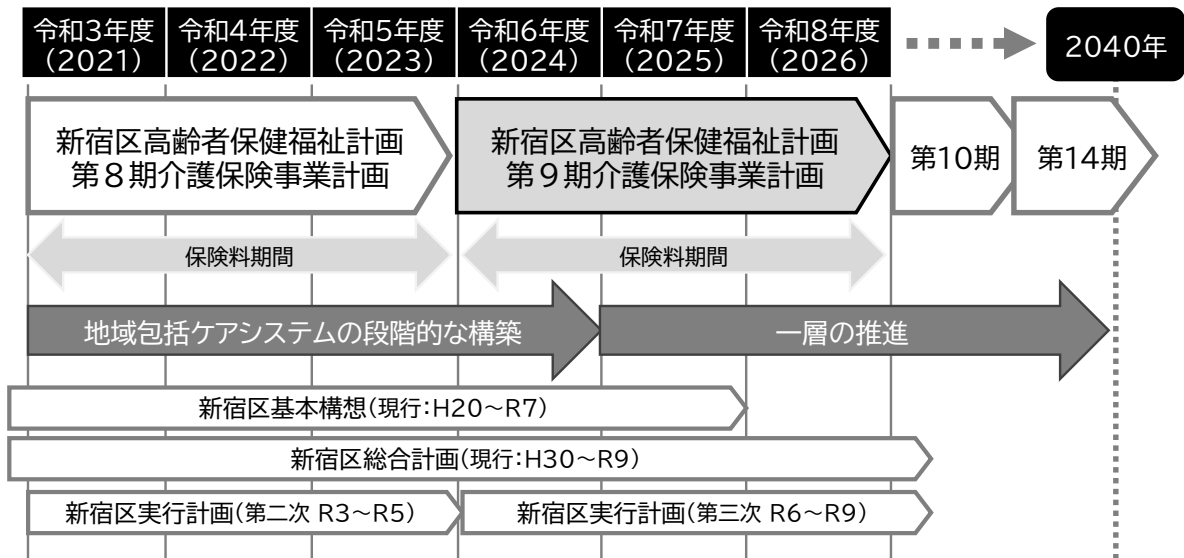 令和3年度
(2021)
令和4年度
(2022)
令和5年度
(2023)
令和6年度
(2024)
令和7年度
(2025)
令和8年度
(2026)
2040年
新宿区高齢者保健福祉計画
第8期介護保険事業計画
新宿区高齢者保健福祉計画
第9期介護保険事業計画
第10期
第14期
保険料期間
保険料期間
地域包括ケアシステムの段階的な構築
一層の推進
新宿区基本構想(現行:H20～R7)
新宿区総合計画(現行:H30～R9)
新宿区実行計画(第二次 R3～R5)
新宿区実行計画(第三次 R6～R9)